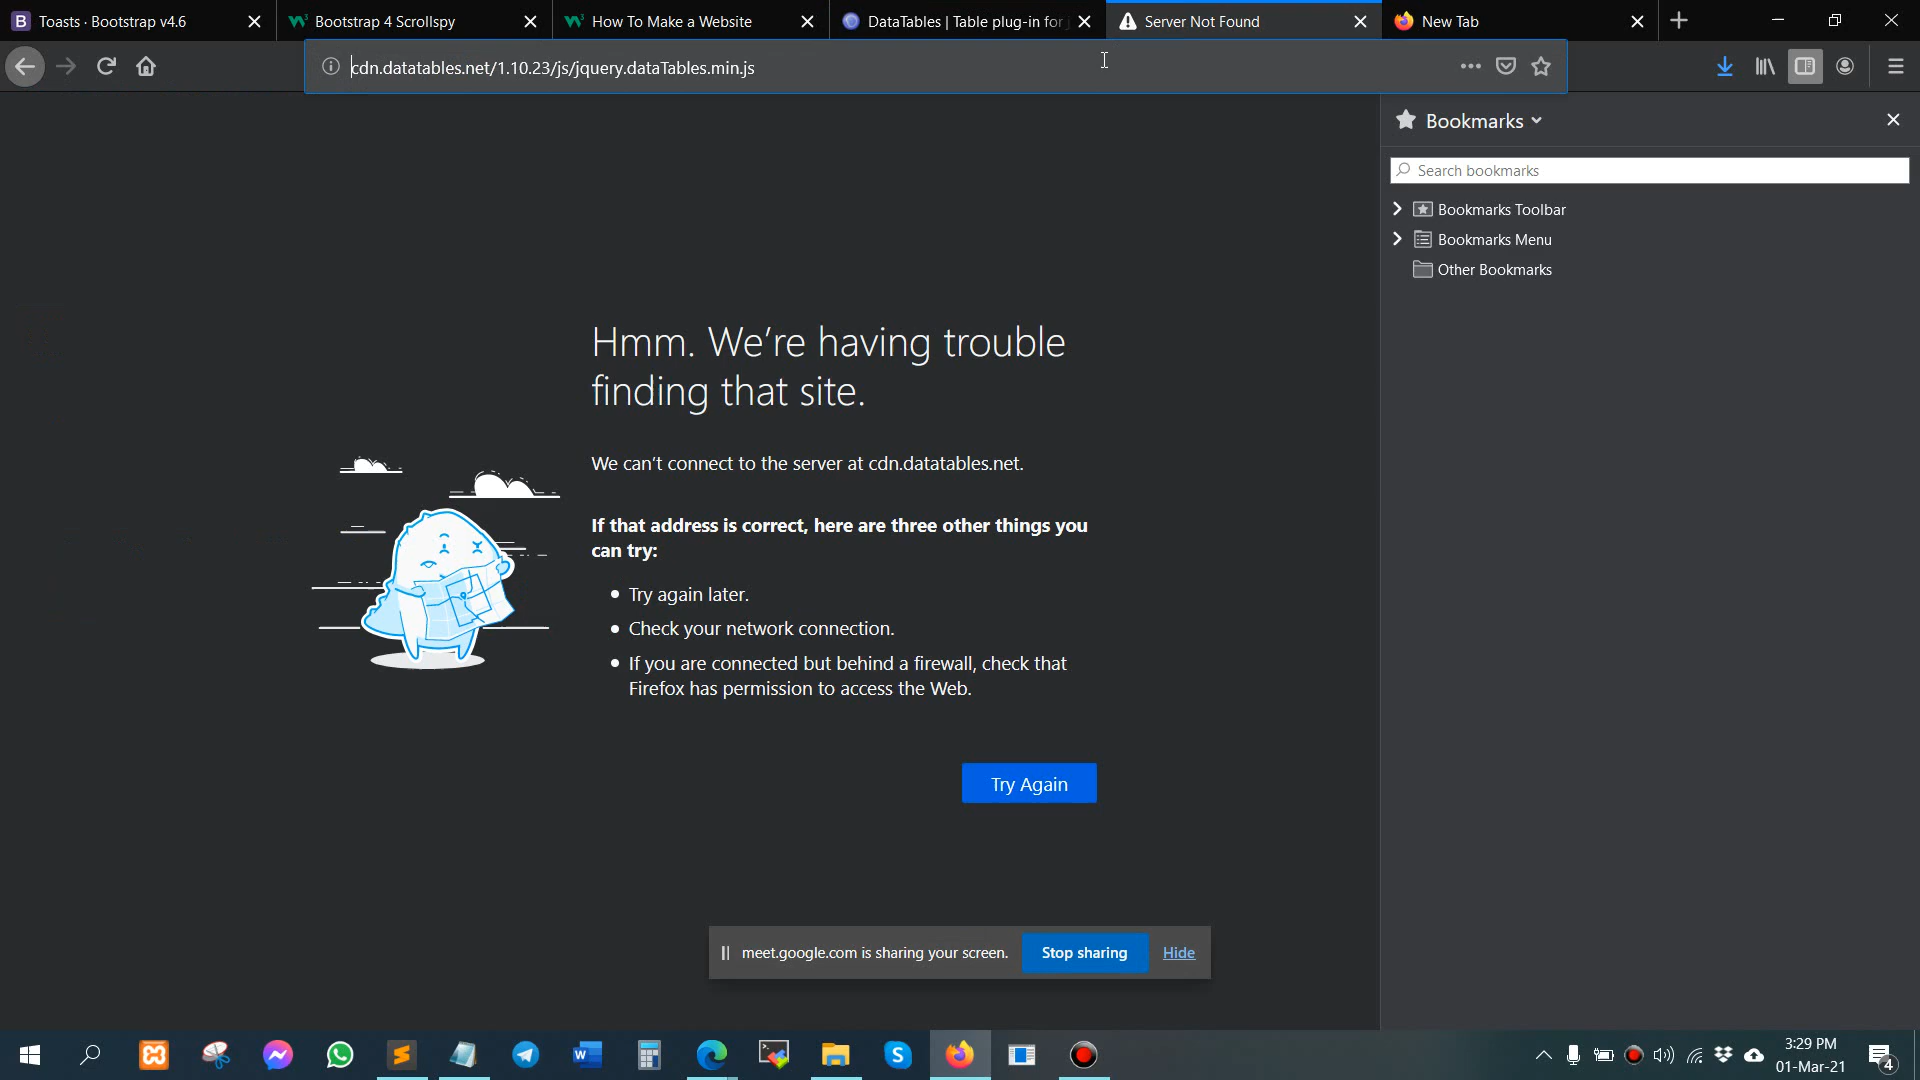 Toasts · Bootstrap v4.6
Bootstrap 4 Scrollspy
How To Make a Website
DataTables | Table plug-in for j
Server Not Found
New Tab
cdn.datatables.net/1.10.23/js/jquery.dataTables.min.js
Bookmarks
Search bookmarks
Bookmarks Toolbar
Bookmarks Menu
Other Bookmarks
Hmm. We’re having trouble
finding that site.
We can’t connect to the server at cdn.datatables.net.
If that address is correct, here are three other things you
can try:
Try again later.
Check your network connection.
If you are connected but behind a firewall, check that
Firefox has permission to access the Web.
Try Again
meet.google.com is sharing your screen.
Stop sharing
Hide
3:29 PM
01-Mar-21
4